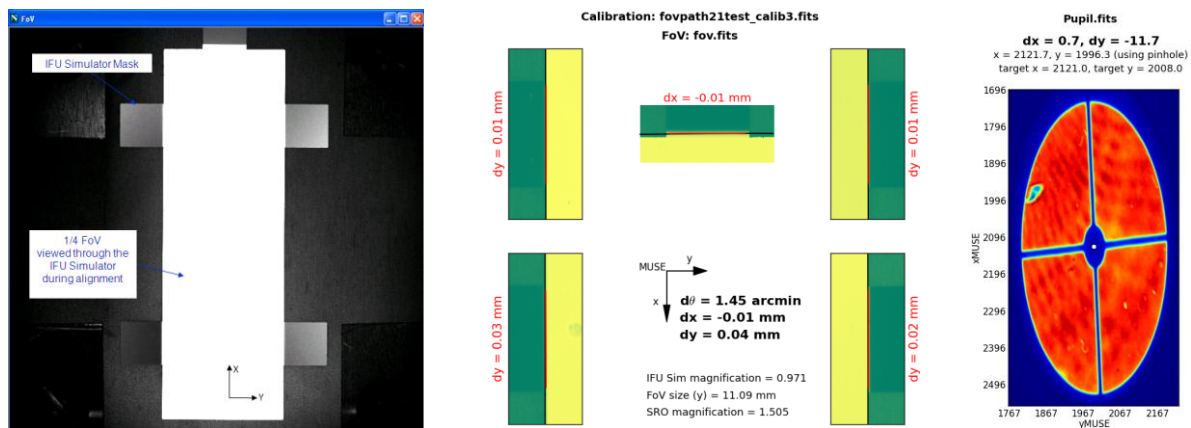 FoV
IFU Simulator Mask
1/4 FoV
viewed through the
IFU Simulator
during alignment
X
Y
Calibration: fovpath21test_calib3.fits
FoV: fov.fits
dy = 0.01 mm
dx = -0.01 mm
dy = 0.01 mm
dy = 0.03 mm
MUSE
y
x
dθ = 1.45 arcmin
dx = -0.01 mm
dy = 0.04 mm
dy = 0.02 mm
IFU Sim magnification = 0.971
FoV size (y) = 11.09 mm
SRO magnification = 1.505
Pupil.fits
dx = 0.7, dy = -11.7
x = 2121.7, y = 1996.3 (using pinhole)
target x = 2121.0, target y = 2008.0
1696
1796
1896
1996
2096
2196
2296
2396
2496
xMUSE
1767 1867 1967 2067 2167
yMUSE